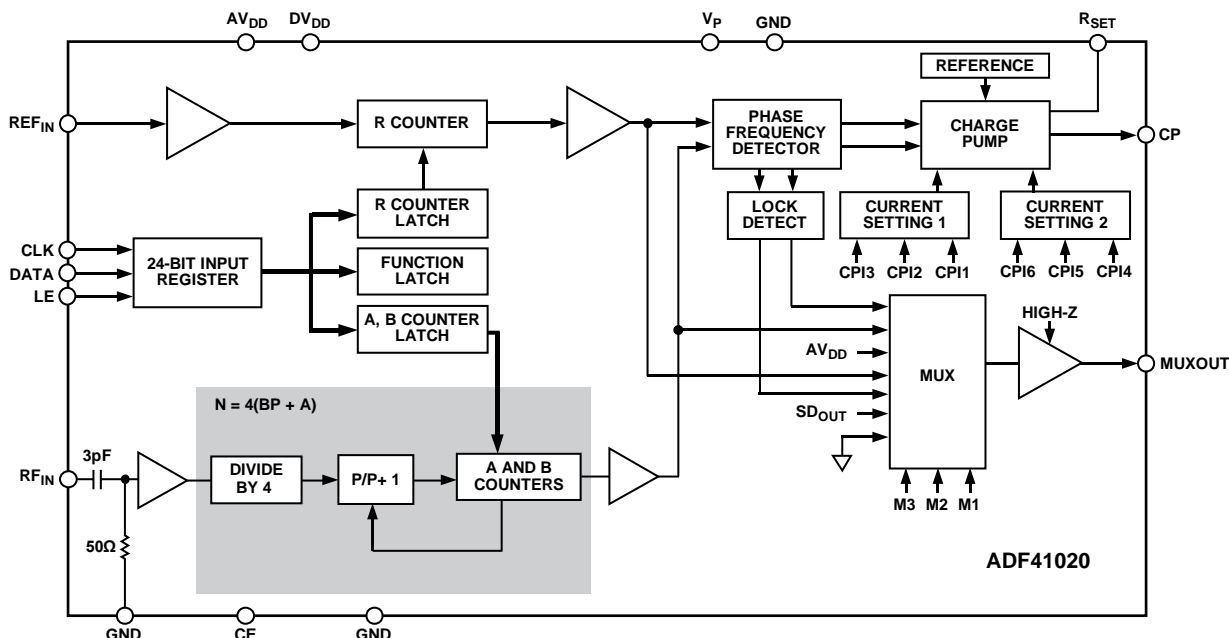 AVDD
DVDD
VP
GND
RSET
REFERENCE
REFIN
R COUNTER
PHASE
FREQUENCY
DETECTOR
CHARGE
PUMP
CP
R COUNTER
LATCH
LOCK
DETECT
CURRENT
SETTING 1
CURRENT
SETTING 2
CLK
DATA
LE
24-BIT INPUT
REGISTER
FUNCTION
LATCH
CPI3
CPI2
CPI1
CPI6
CPI5
CPI4
A, B COUNTER
LATCH
HIGH-Z
AVDD
MUX
MUXOUT
SDOUT
N = 4(BP + A)
3pF
RFIN
DIVIDE
BY 4
P/P+ 1
A AND B
COUNTERS
M3
M2
M1
50Ω
ADF41020
GND
CE
GND